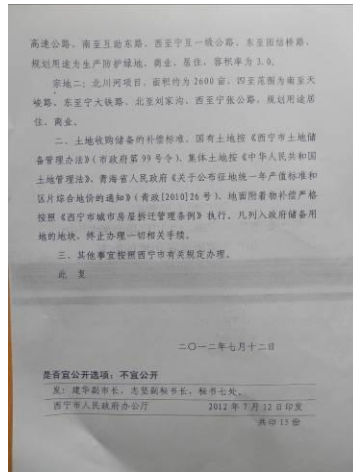 高速公路、南至互助东路、西至宁互一级公路、东至团结桥路,
规划用途为生产防护绿地、商业、居住,容积率为3.0。
宗地二:北川河项目,面积约为2600亩,四至范围为南至天
峻路、东至宁大铁路、北至刘家沟、西至宁张公路,规划用途居
住、商业。
二、土地收购储备的补偿标准。国有土地按《西宁市土地储
备管理办法》(市政府第99号令)、集体土地按《中华人民共和国
土地管理法》、青海省人民政府《关于公布征地统一年产值标准和
区片综合地价的通知》(青政[2010]26号)、地面附着物补偿严格
按照《西宁市城市房屋拆迁管理条例》执行。凡列入政府储备用
地的地块,终止办理一切相关手续。
三、其他事宜按照西宁市有关规定办理。
此 复
二〇一二年七月十二日
是否宜公开选项:不宜公开
发:建华副市长,志坚副秘书长,秘书七处。
西宁市人民政府办公厅 2012年7月12日印发
共印15份